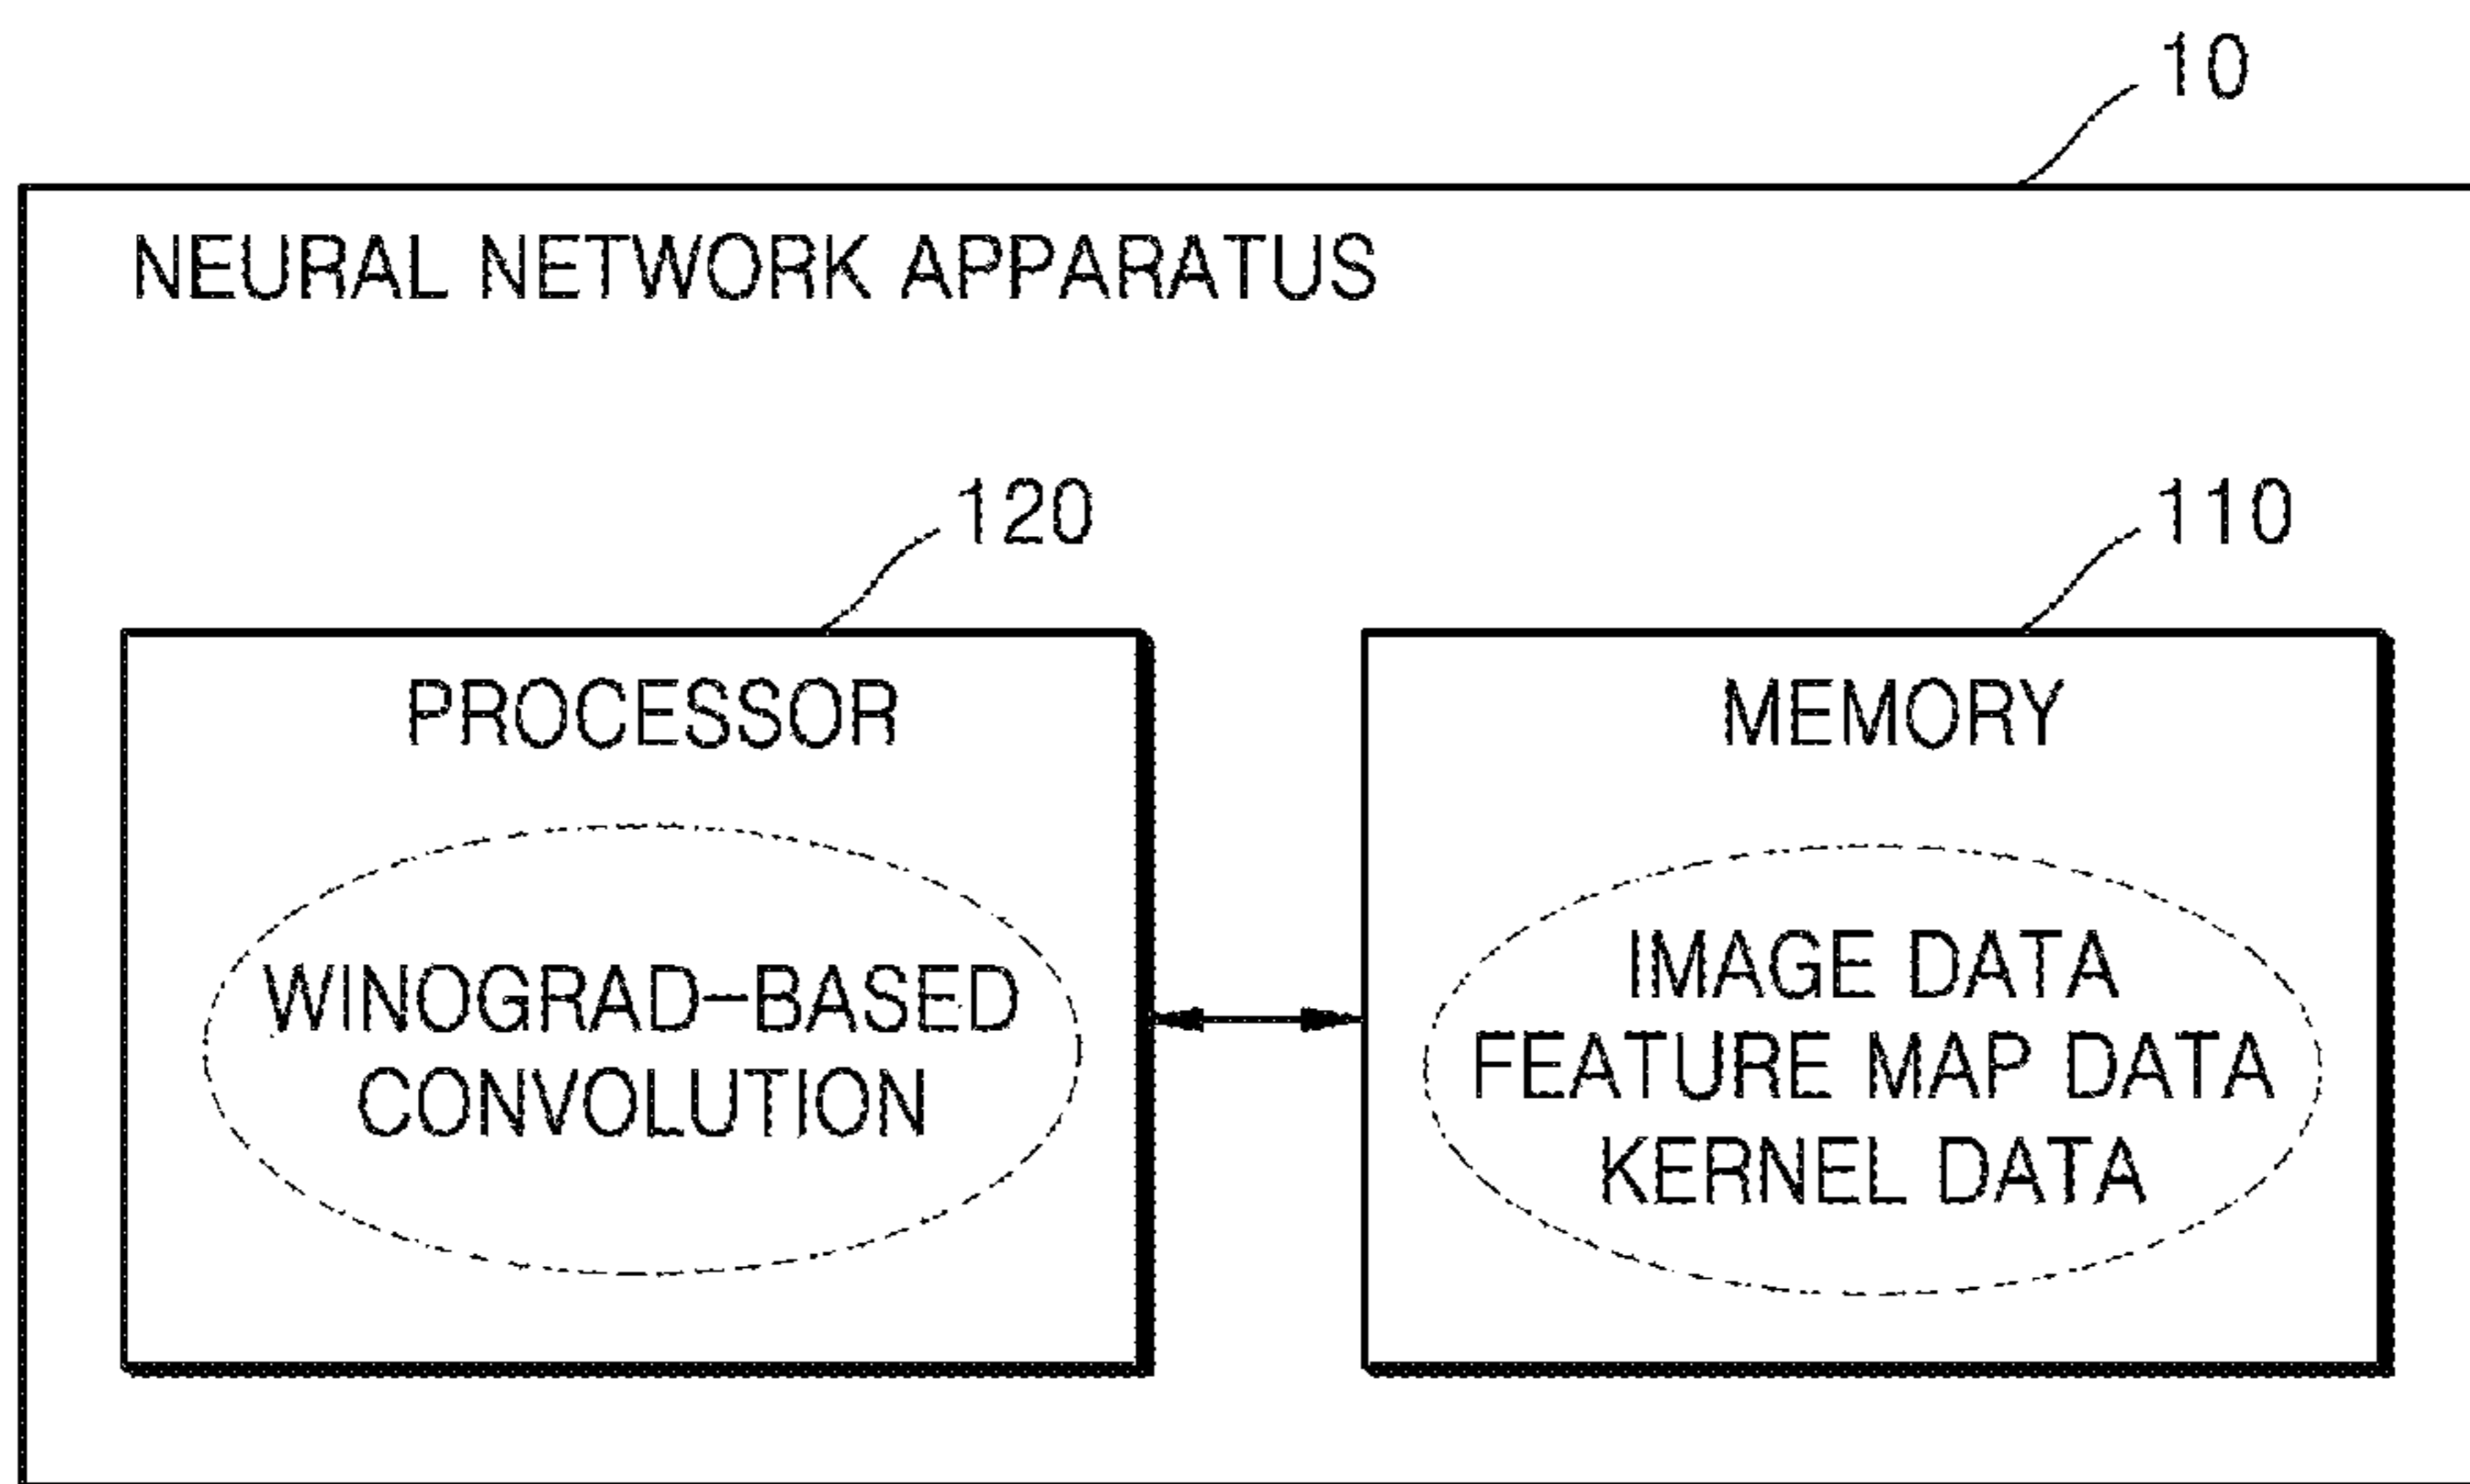 10
NEURAL NETWORK APPARATUS
120
110
PROCESSOR
WINOGRAD-BASED
CONVOLUTION
MEMORY
IMAGE DATA
FEATURE MAP DATA
KERNEL DATA